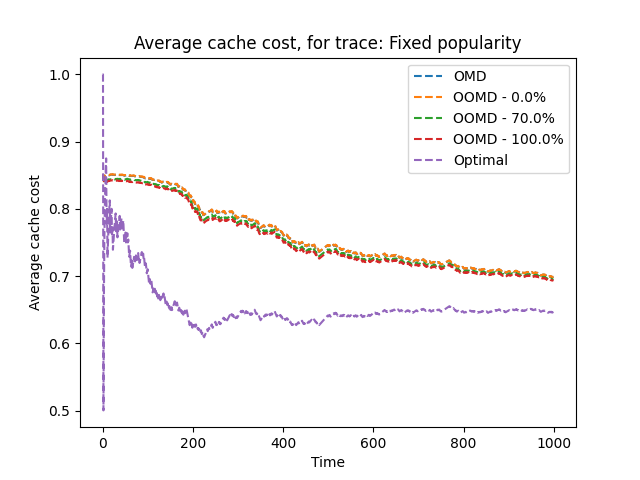 Average cache cost, for trace: Fixed popularity
OMD
OOMD - 0.0%
OOMD - 70.0%
OOMD - 100.0%
Optimal
1.0
0.9
0.8
0.7
0.6
0.5
Average cache cost
0 200 400 600 800 1000
Time